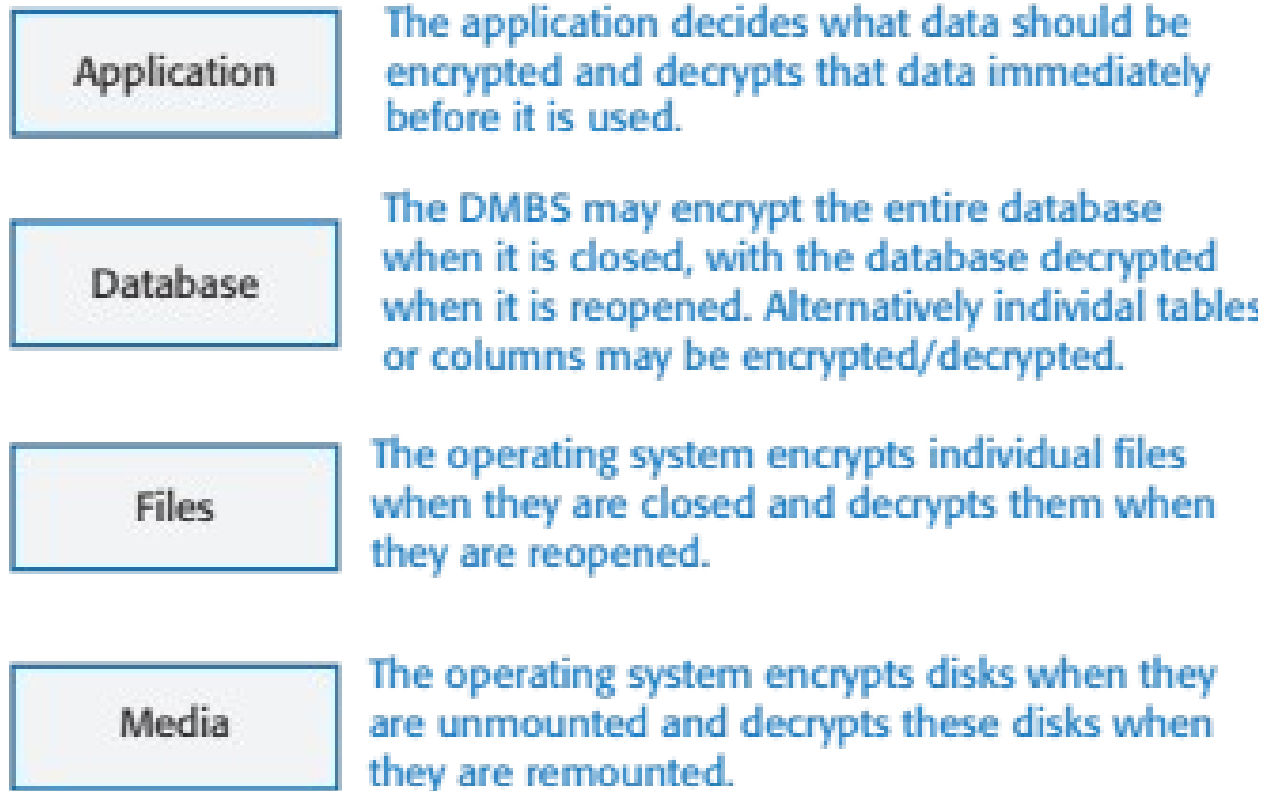 Application
The application decides what data should be
encrypted and decrypts that data immediately
before it is used.
Database
The DMBS may encrypt the entire database
when it is closed, with the database decrypted
when it is reopened. Alternatively individal tables
or columns may be encrypted/decrypted.
Files
The operating system encrypts individual files
when they are closed and decrypts them when
they are reopened.
Media
The operating system encrypts disks when they
are unmounted and decrypts these disks when
they are remounted.